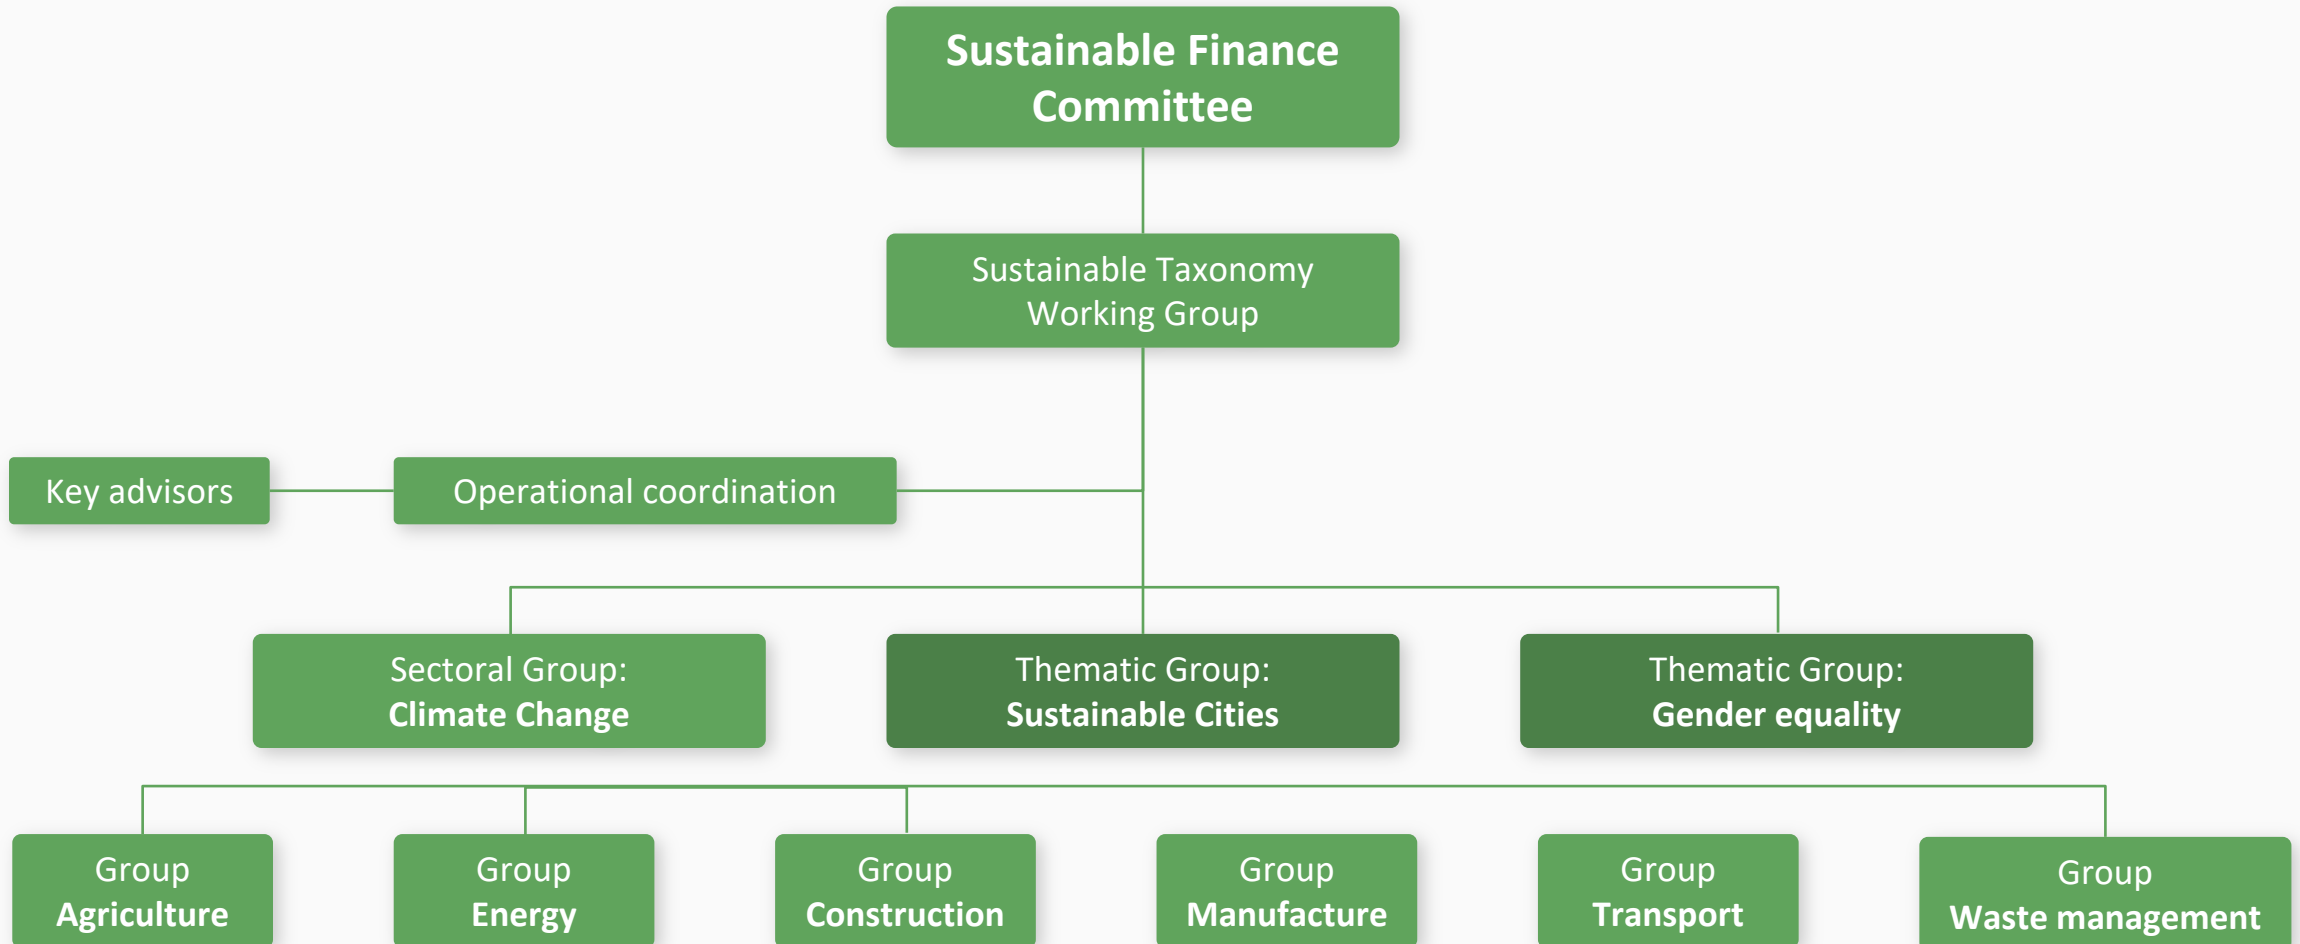 Sustainable Finance
Committee
Sustainable Taxonomy
Working Group
Key advisors
Operational coordination
Sectoral Group:
Climate Change
Thematic Group:
Sustainable Cities
Thematic Group:
Gender equality
Group
Agriculture
Group
Energy
Group
Construction
Group
Manufacture
Group
Transport
Group
Waste management